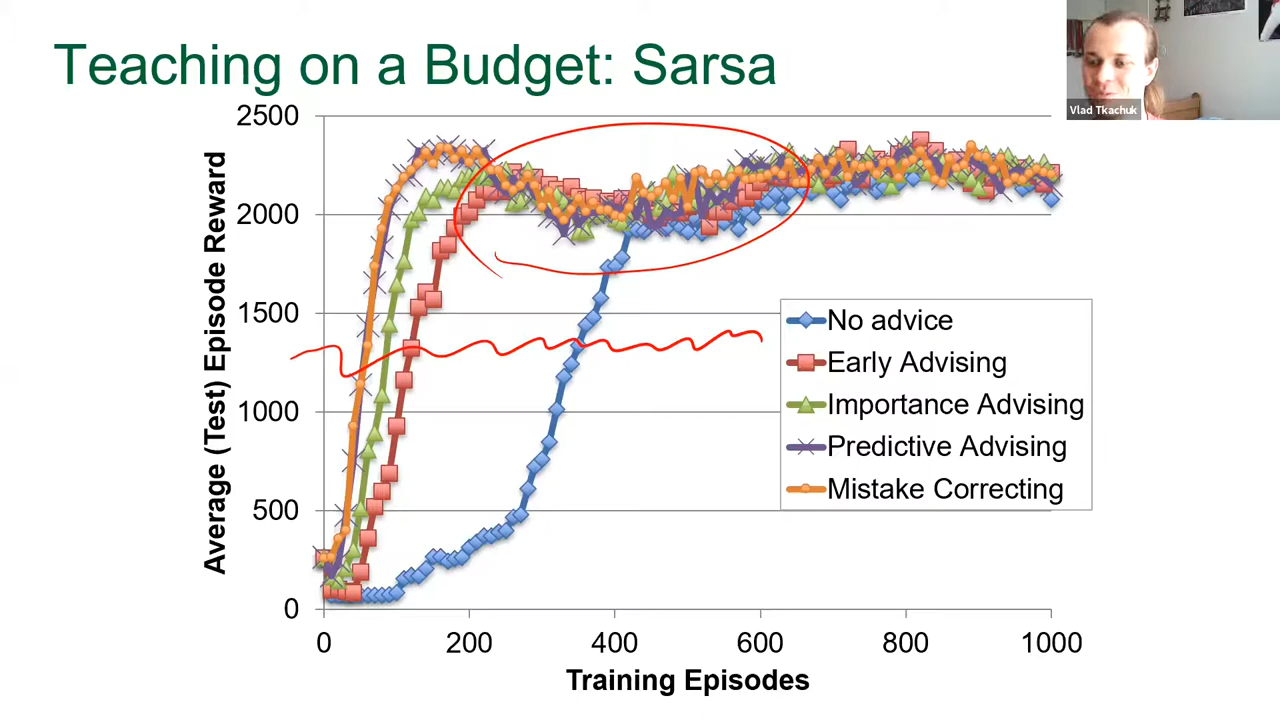 Teaching on a Budget: Sarsa
Vlad Tkachuk
Average (Test) Episode Reward
2500
2000
1500
1000
500
0
0 200 400 600 800 1000
Training Episodes
No advice
Early Advising
Importance Advising
Predictive Advising
Mistake Correcting